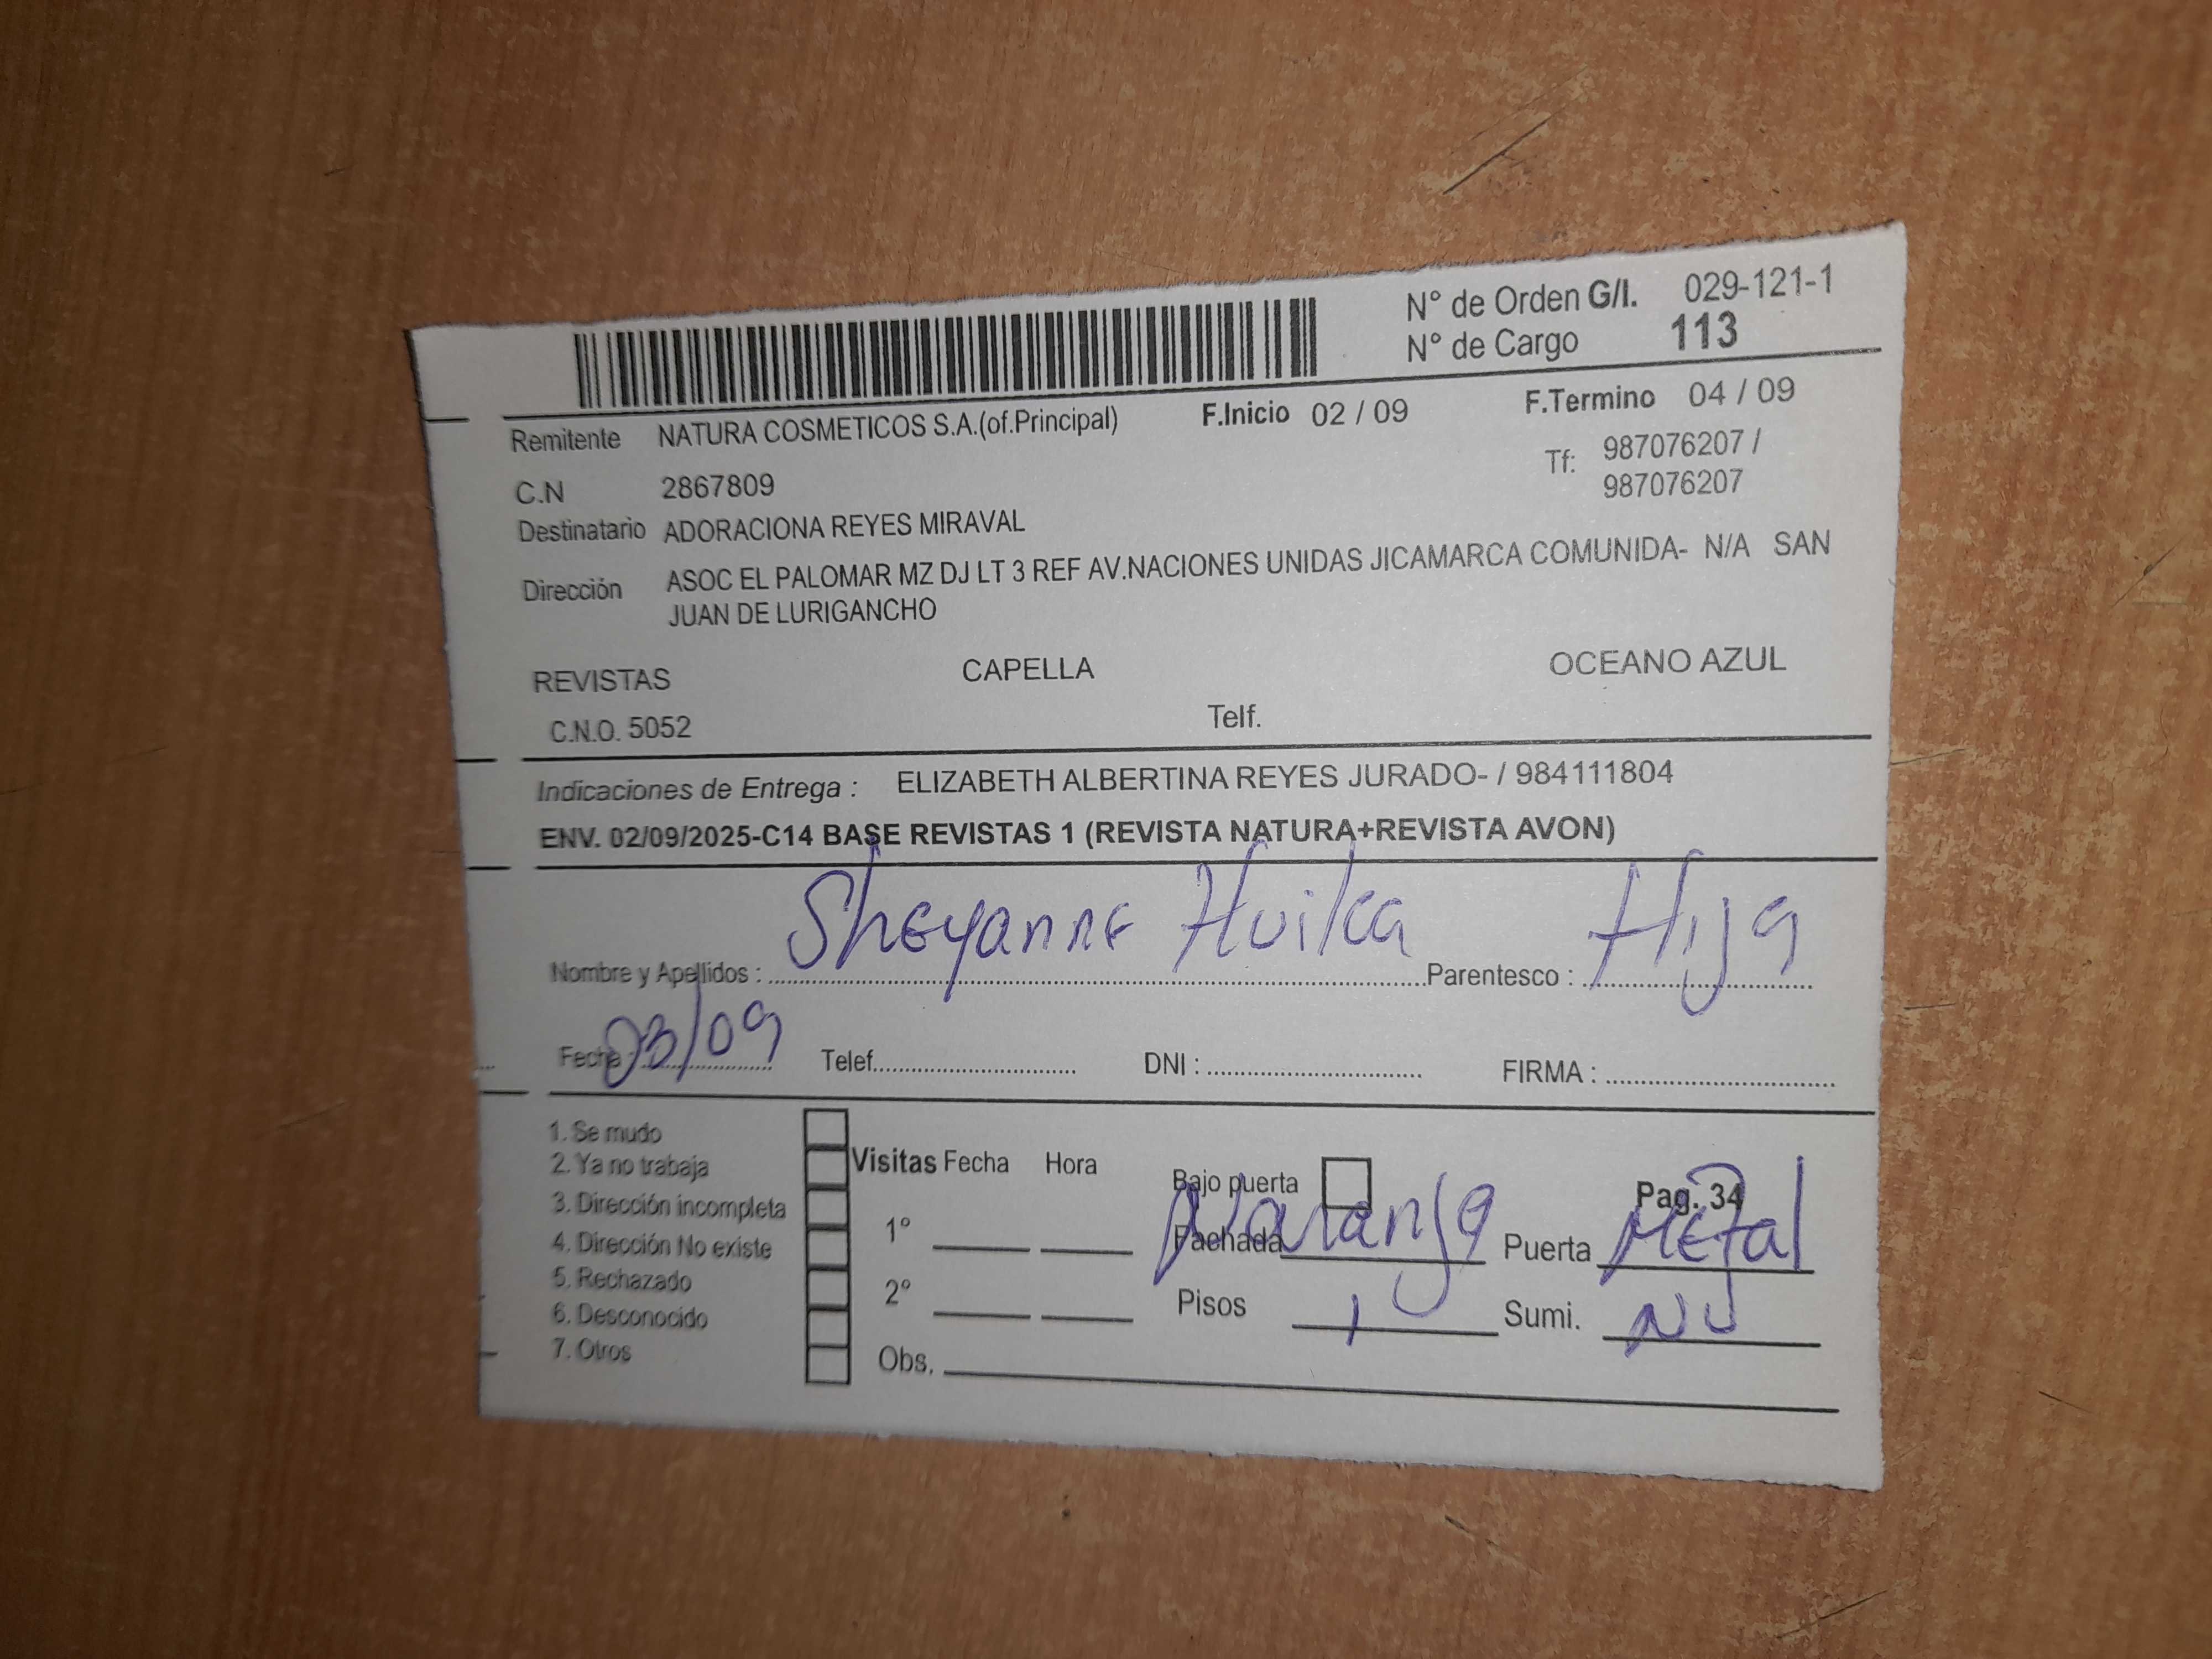 N° de Orden G/I. 029-121-1
N° de Cargo 113
Remitente NATURA COSMETICOS S.A.(of.Principal) F.Inicio 02 / 09 F.Termino 04 / 09
C.N 2867809 Tf: 987076207 /
987076207
Destinatario ADORACIONA REYES MIRAVAL
Dirección ASOC EL PALOMAR MZ DJ LT 3 REF AV.NACIONES UNIDAS JICAMARCA COMUNIDA- N/A SAN
JUAN DE LURIGANCHO
REVISTAS CAPELLA OCEANO AZUL
C.N.O. 5052 Telf.
Indicaciones de Entrega : ELIZABETH ALBERTINA REYES JURADO- / 984111804
ENV. 02/09/2025-C14 BASE REVISTAS 1 (REVISTA NATURA+REVISTA AVON)
Nombre y Apellidos : Sheyanne Huilca Parentesco : Hija
Fecha : 03/09 Telef. DNI : FIRMA :
1. Se mudo
2. Ya no trabaja
3. Dirección incompleta
4. Dirección No existe
5. Rechazado
6. Desconocido
7. Otros
Visitas Fecha Hora
1°
2°
Obs.
Bajo puerta Pag. 34
Fachada Naranja Puerta Metal
Pisos 1 Sumi.